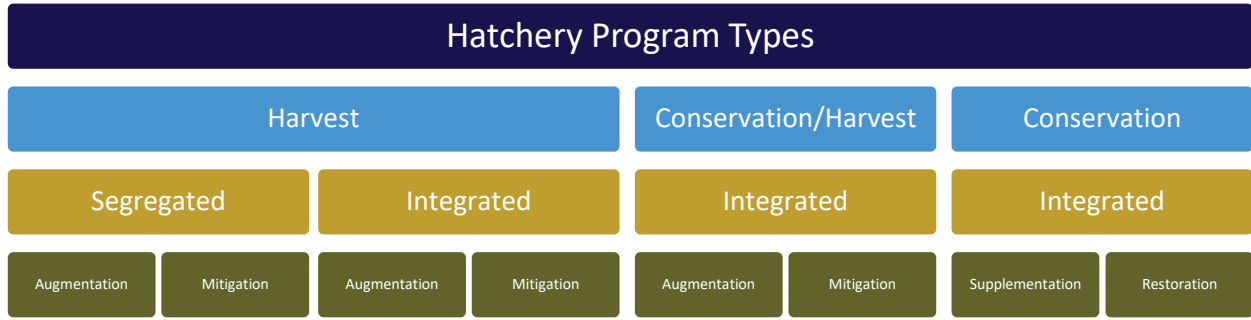 Hatchery Program Types
Harvest
Conservation/Harvest
Conservation
Segregated
Integrated
Integrated
Integrated
Augmentation
Mitigation
Augmentation
Mitigation
Augmentation
Mitigation
Supplementation
Restoration